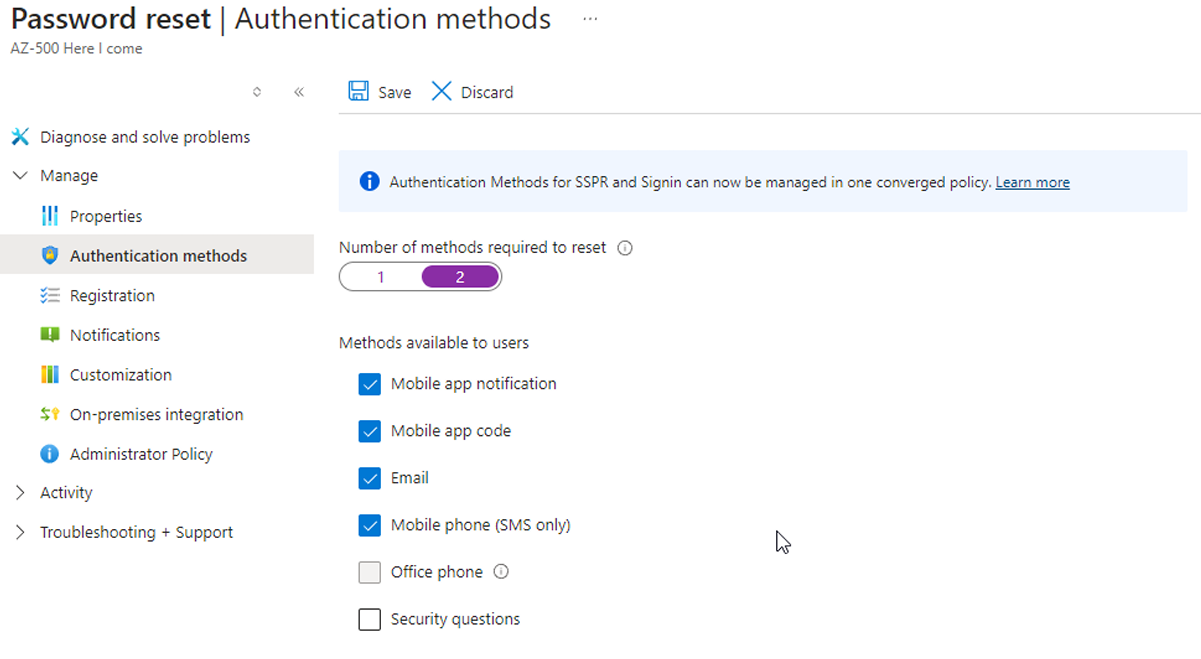 Password reset | Authentication methods ...
AZ-500 Here I come
Save Discard
Diagnose and solve problems
Manage
Properties
Authentication methods
Registration
Notifications
Customization
On-premises integration
Administrator Policy
Activity
Troubleshooting + Support
Authentication Methods for SSPR and Signin can now be managed in one converged policy. Learn more
Number of methods required to reset
1 2
Methods available to users
Mobile app notification
Mobile app code
Email
Mobile phone (SMS only)
Office phone
Security questions